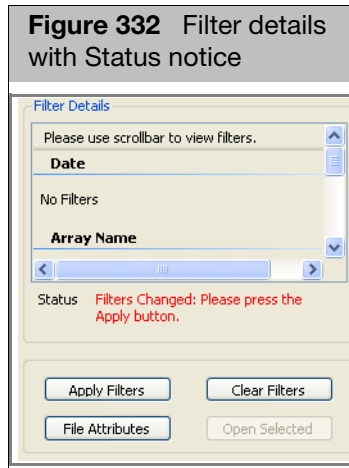 Figure 332 Filter details
with Status notice
Filter Details
Please use scrollbar to view filters.
Date
No Filters
Array Name
Status Filters Changed: Please press the
Apply button.
Apply Filters Clear Filters
File Attributes Open Selected